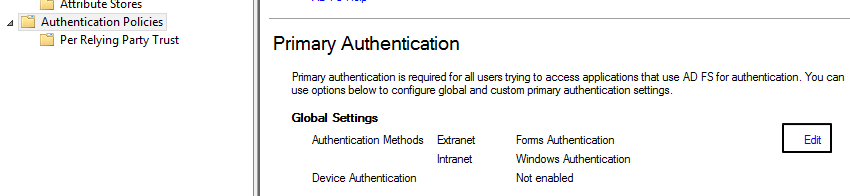 Attribute Stores
Authentication Policies
Per Relying Party Trust
Primary Authentication
Primary authentication is required for all users trying to access applications that use AD FS for authentication. You can
use options below to configure global and custom primary authentication settings.
Global Settings
Authentication Methods Extranet Forms Authentication Edit
Intranet Windows Authentication
Device Authentication Not enabled